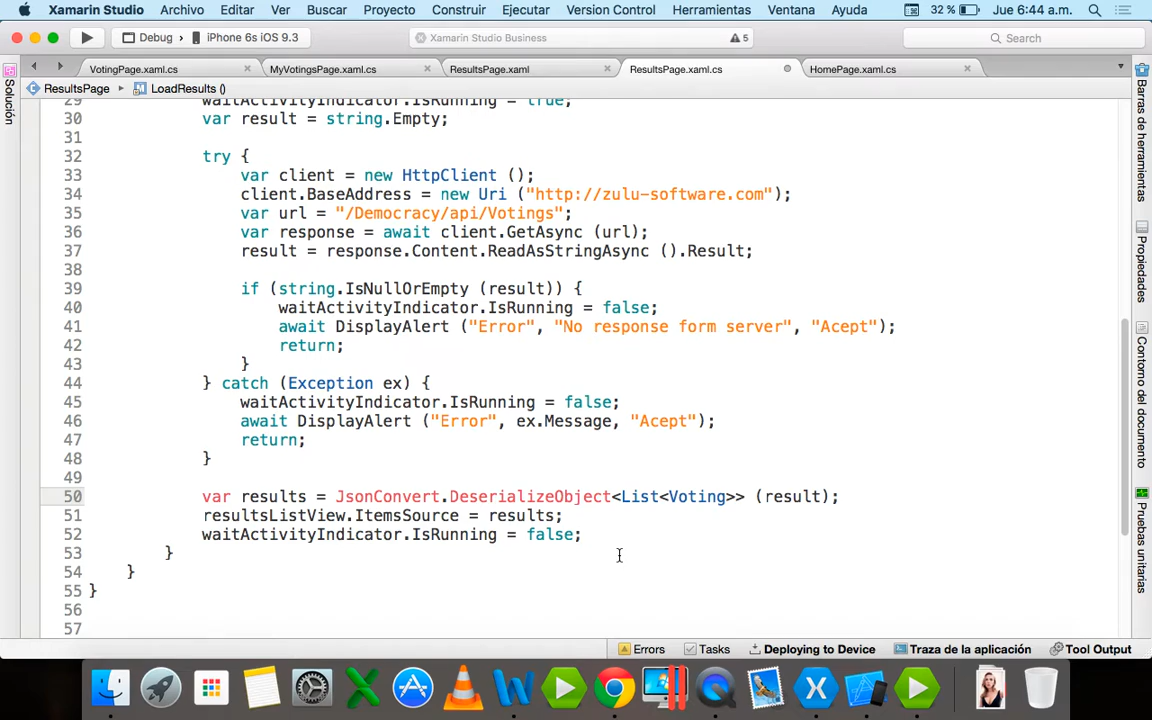 Xamarin Studio Archivo Editar Ver Buscar Proyecto Construir Ejecutar Version Control Herramientas Ventana Ayuda 32 % Jue 6:44 a.m.
Debug iPhone 6s iOS 9.3 Xamarin Studio Business 5 Search
VotingPage.xaml.cs MyVotingsPage.xaml.cs ResultsPage.xaml ResultsPage.xaml.cs HomePage.xaml.cs
ResultsPage LoadResults ()
Solución
29 waitActivityIndicator.IsRunning = true;
30 var result = string.Empty;
31
32 try {
33 var client = new HttpClient ();
34 client.BaseAddress = new Uri ("http://zulu-software.com");
35 var url = "/Democracy/api/Votings";
36 var response = await client.GetAsync (url);
37 result = response.Content.ReadAsStringAsync ().Result;
38
39 if (string.IsNullOrEmpty (result)) {
40 waitActivityIndicator.IsRunning = false;
41 await DisplayAlert ("Error", "No response form server", "Acept");
42 return;
43 }
44 } catch (Exception ex) {
45 waitActivityIndicator.IsRunning = false;
46 await DisplayAlert ("Error", ex.Message, "Acept");
47 return;
48 }
49
50 var results = JsonConvert.DeserializeObject<List<Voting>> (result);
51 resultsListView.ItemsSource = results;
52 waitActivityIndicator.IsRunning = false;
53 }
54 }
55 }
56
57
Barras de herramientas
Propiedades
Contorno del documento
Pruebas unitarias
Errors Tasks Deploying to Device Traza de la aplicación Tool Output